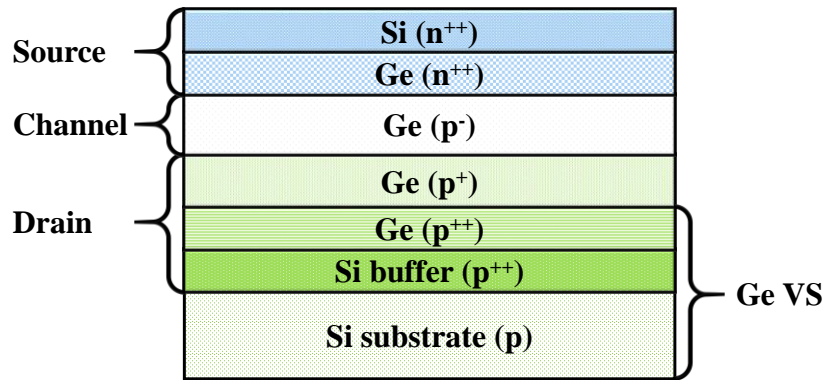 Source
Si (n⁺⁺)
Ge (n⁺⁺)
Channel
Ge (p⁻)
Drain
Ge (p⁺)
Ge (p⁺⁺)
Si buffer (p⁺⁺)
Si substrate (p)
Ge VS